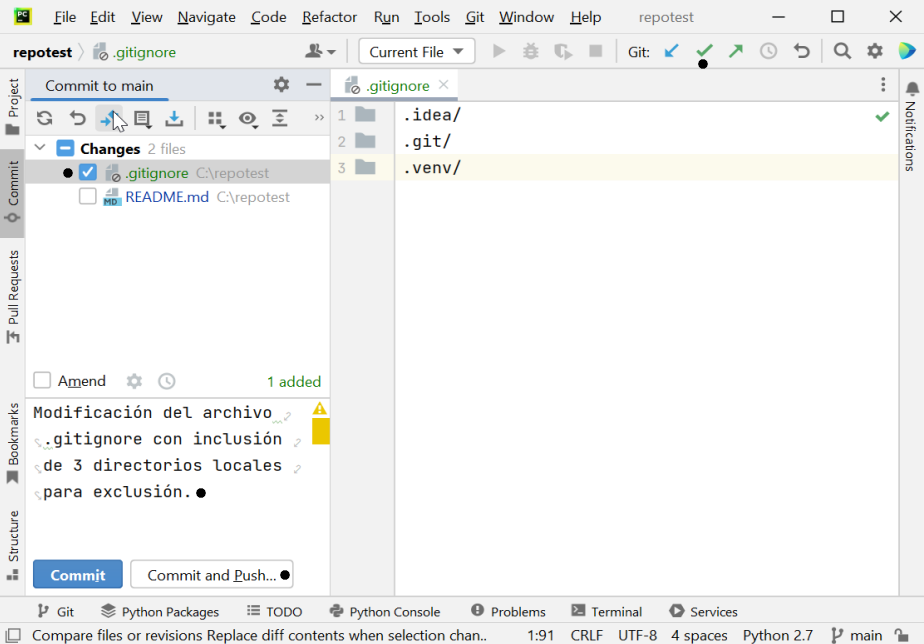 PC File Edit View Navigate Code Refactor Run Tools Git Window Help repotest
repotest .gitignore Current File Git:
Project
Commit
Pull Requests
Bookmarks
Structure
Commit to main
Changes 2 files
.gitignore C:\repotest
MD README.md C:\repotest
Amend 1 added
Modificación del archivo
.gitignore con inclusión
de 3 directorios locales
para exclusión.
Commit Commit and Push...
.gitignore
1 .idea/
2 .git/
3 .venv/
Notifications
Git Python Packages TODO Python Console Problems Terminal Services
Compare files or revisions Replace diff contents when selection chan.. 1:91 CRLF UTF-8 4 spaces Python 2.7 main